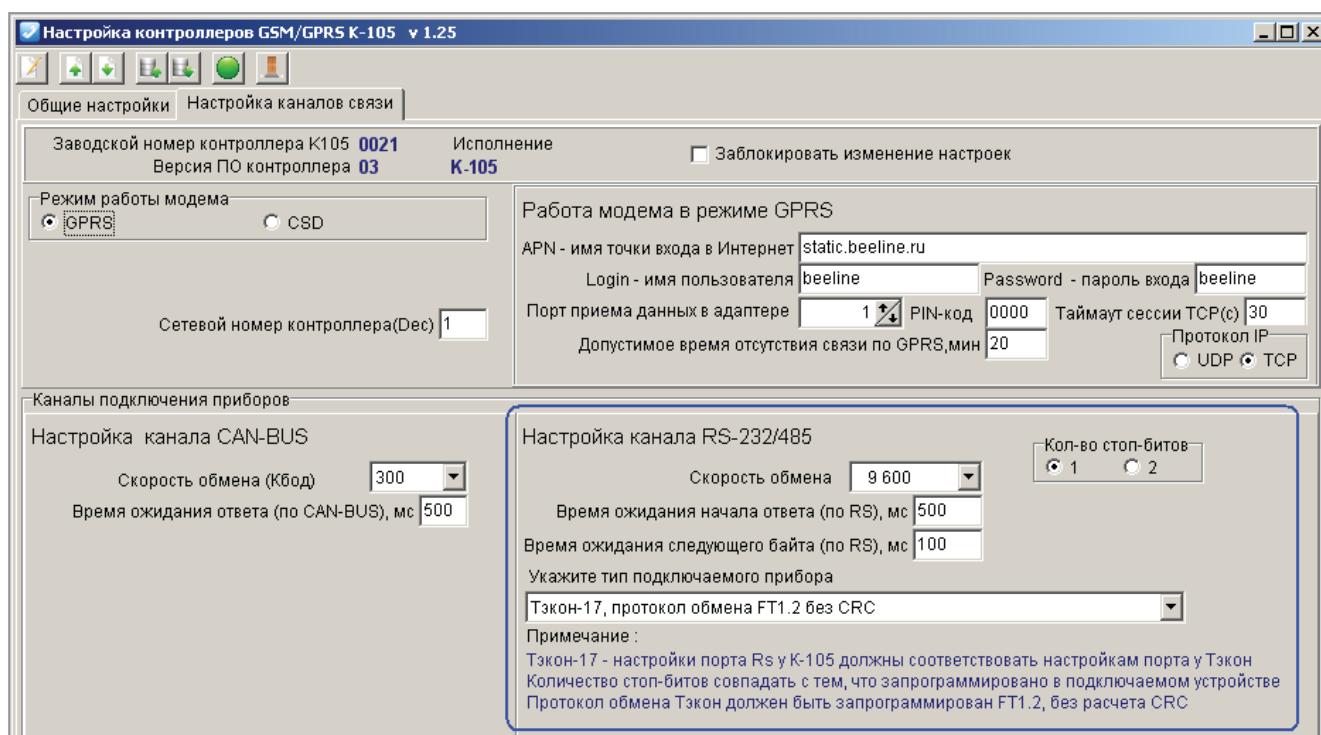 Настройка контроллеров GSM/GPRS K-105 v 1.25
Общие настройки Настройка каналов связи
Заводской номер контроллера К105 0021 Исполнение
Версия ПО контроллера 03 K-105
Заблокировать изменение настроек
Режим работы модема
GPRS CSD
Сетевой номер контроллера(Dec) 1
Работа модема в режиме GPRS
APN - имя точки входа в Интернет static.beeline.ru
Login - имя пользователя beeline Password - пароль входа beeline
Порт приема данных в адаптере 1 PIN-код 0000 Таймаут сессии TCP(с) 30
Допустимое время отсутствия связи по GPRS,мин 20
Протокол IP
UDP TCP
Каналы подключения приборов
Настройка канала CAN-BUS
Скорость обмена (Кбод) 300
Время ожидания ответа (по CAN-BUS), мс 500
Настройка канала RS-232/485
Кол-во стоп-битов
1 2
Скорость обмена 9 600
Время ожидания начала ответа (по RS), мс 500
Время ожидания следующего байта (по RS), мс 100
Укажите тип подключаемого прибора
Тэкон-17, протокол обмена FT1.2 без CRC
Примечание :
Тэкон-17 - настройки порта Rs у К-105 должны соответствовать настройкам порта у Тэкон
Количество стоп-битов совпадать с тем, что запрограммировано в подключаемом устройстве
Протокол обмена Тэкон должен быть запрограммирован FT1.2, без расчета CRC